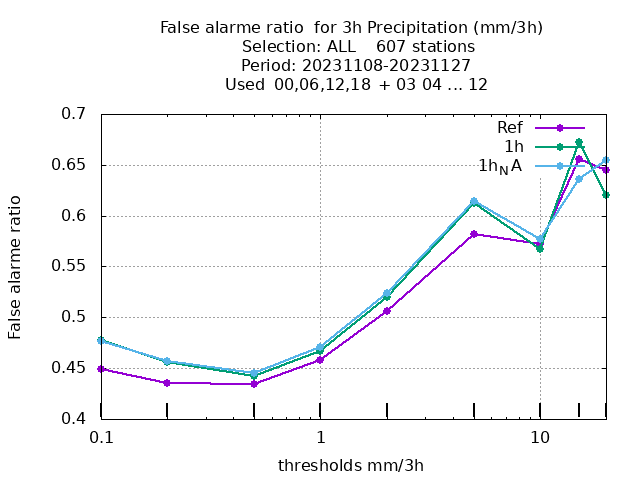 False alarme ratio  for 3h Precipitation (mm/3h)
Selection: ALL    607 stations
Period: 20231108-20231127
Used  00,06,12,18  + 03 04 ... 12
0.7
0.65
0.6
0.55
0.5
0.45
0.4
False alarme ratio
Ref
1h
1h_NA
0.1
1
10
thresholds mm/3h